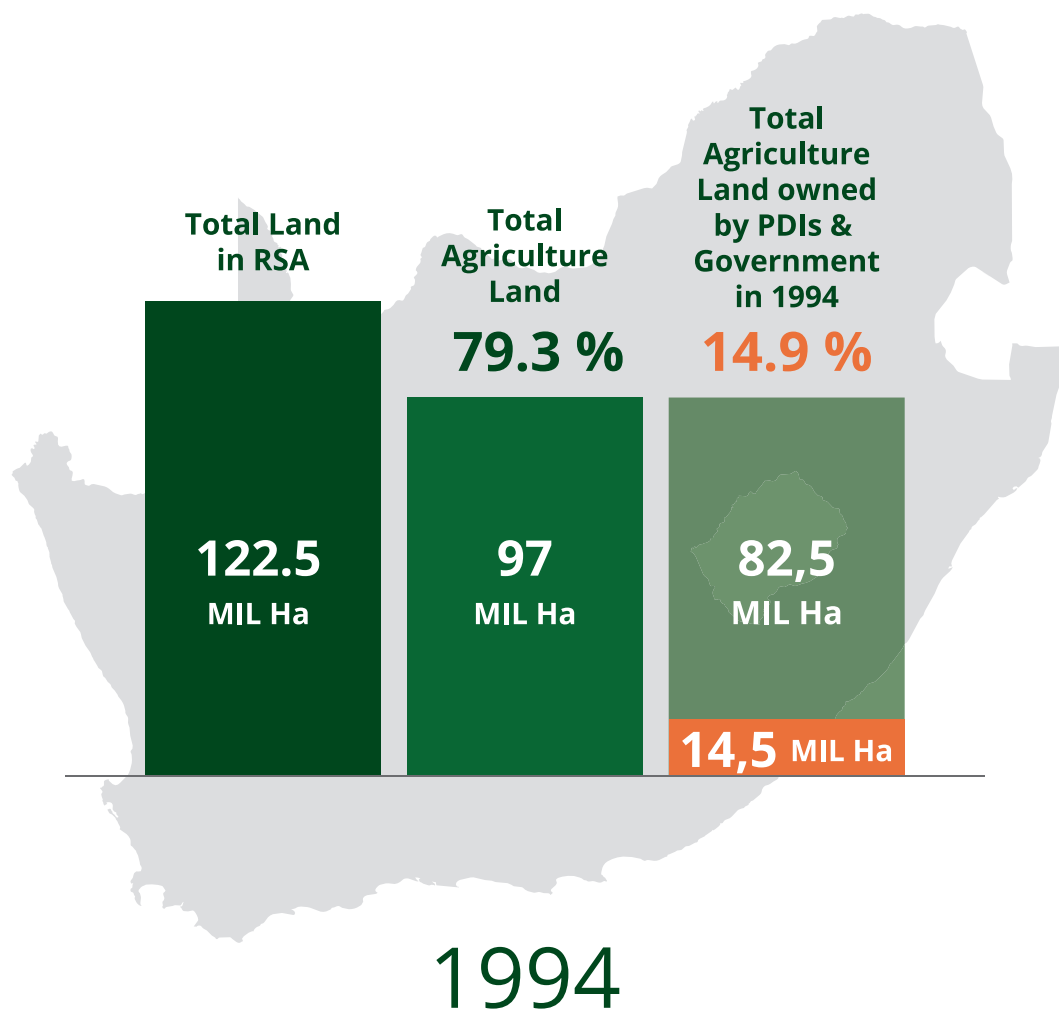 Total Land
in RSA
122.5
MIL Ha
Total
Agriculture
Land
79.3 %
97
MIL Ha
Total
Agriculture
Land owned
by PDIs &
Government
in 1994
14.9 %
82,5
MIL Ha
14,5 MIL Ha
1994